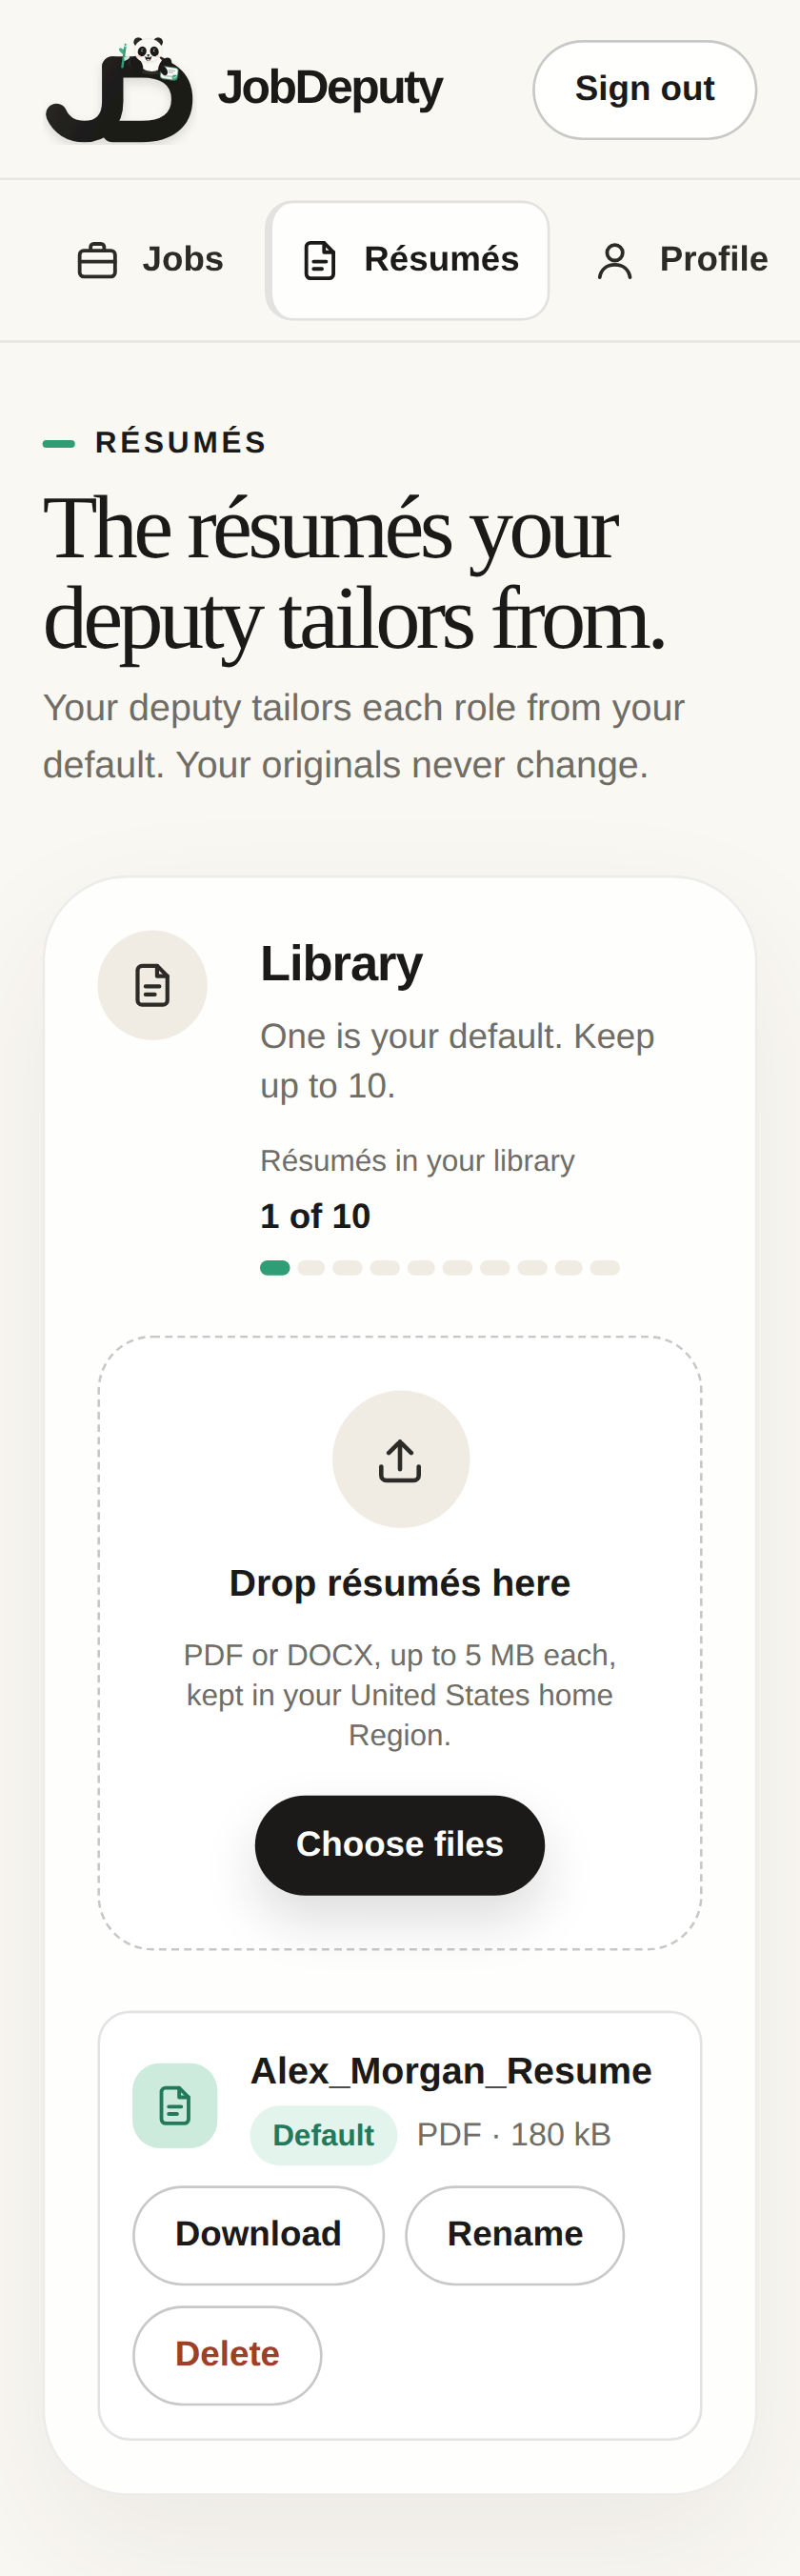 JobDeputy
Sign out
Jobs
Résumés
Profile
RÉSUMÉS
The résumés your
deputy tailors from.
Your deputy tailors each role from your
default. Your originals never change.
Library
One is your default. Keep
up to 10.
Résumés in your library
1 of 10
Drop résumés here
PDF or DOCX, up to 5 MB each,
kept in your United States home
Region.
Choose files
Alex_Morgan_Resume
Default PDF · 180 kB
Download
Rename
Delete